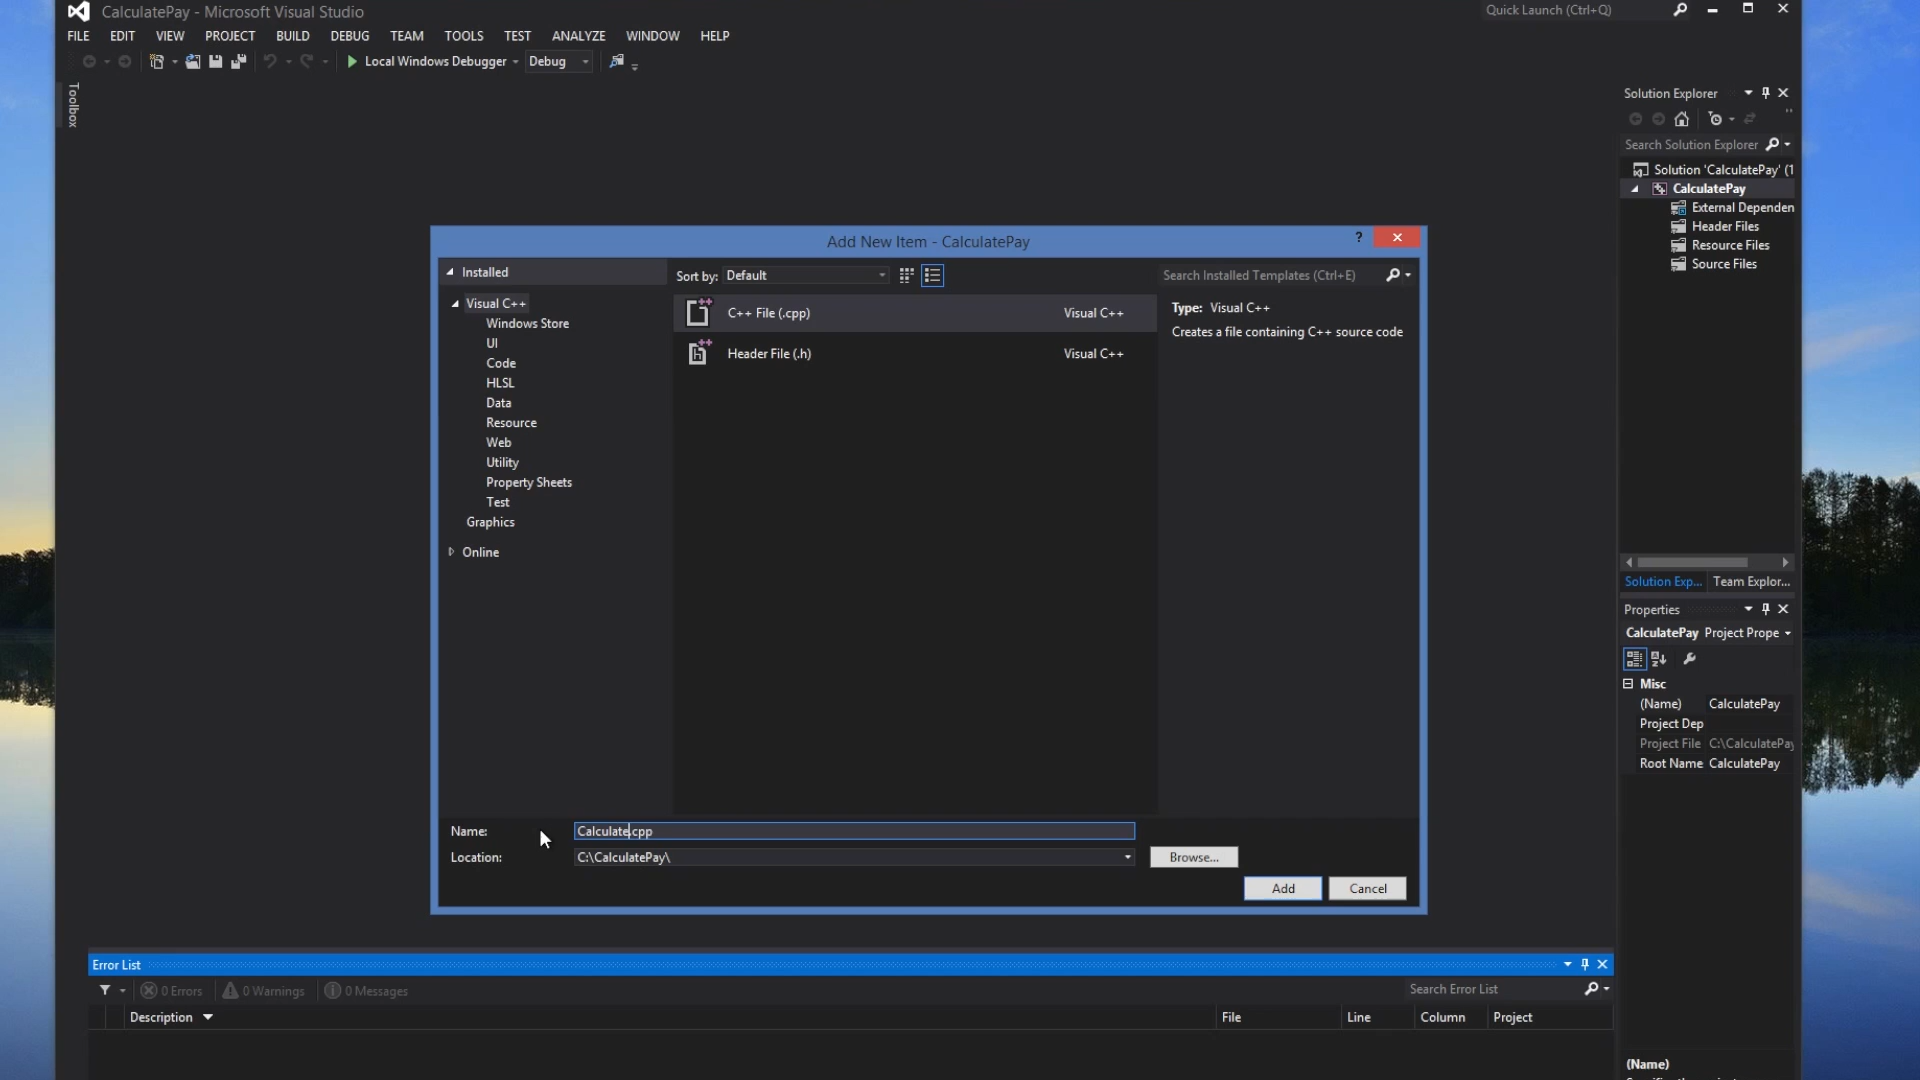 CalculatePay - Microsoft Visual Studio
Quick Launch (Ctrl+Q)
FILE EDIT VIEW PROJECT BUILD DEBUG TEAM TOOLS TEST ANALYZE WINDOW HELP
Local Windows Debugger Debug
Toolbox
Solution Explorer
Search Solution Explorer
Solution 'CalculatePay' (1
CalculatePay
External Dependen
Header Files
Resource Files
Source Files
Add New Item - CalculatePay
?
Installed
Sort by: Default
Search Installed Templates (Ctrl+E)
Visual C++
Windows Store
UI
Code
HLSL
Data
Resource
Web
Utility
Property Sheets
Test
Graphics
Online
C++ File (.cpp) Visual C++
Header File (.h) Visual C++
Type: Visual C++
Creates a file containing C++ source code
Name: Calculate.cpp
Location: C:\CalculatePay\
Browse...
Add Cancel
Solution Exp... Team Explor...
Properties
CalculatePay Project Prope
Misc
(Name) CalculatePay
Project Dep
Project File C:\CalculatePay
Root Name CalculatePay
Error List
0 Errors 0 Warnings 0 Messages
Search Error List
Description File Line Column Project
(Name)